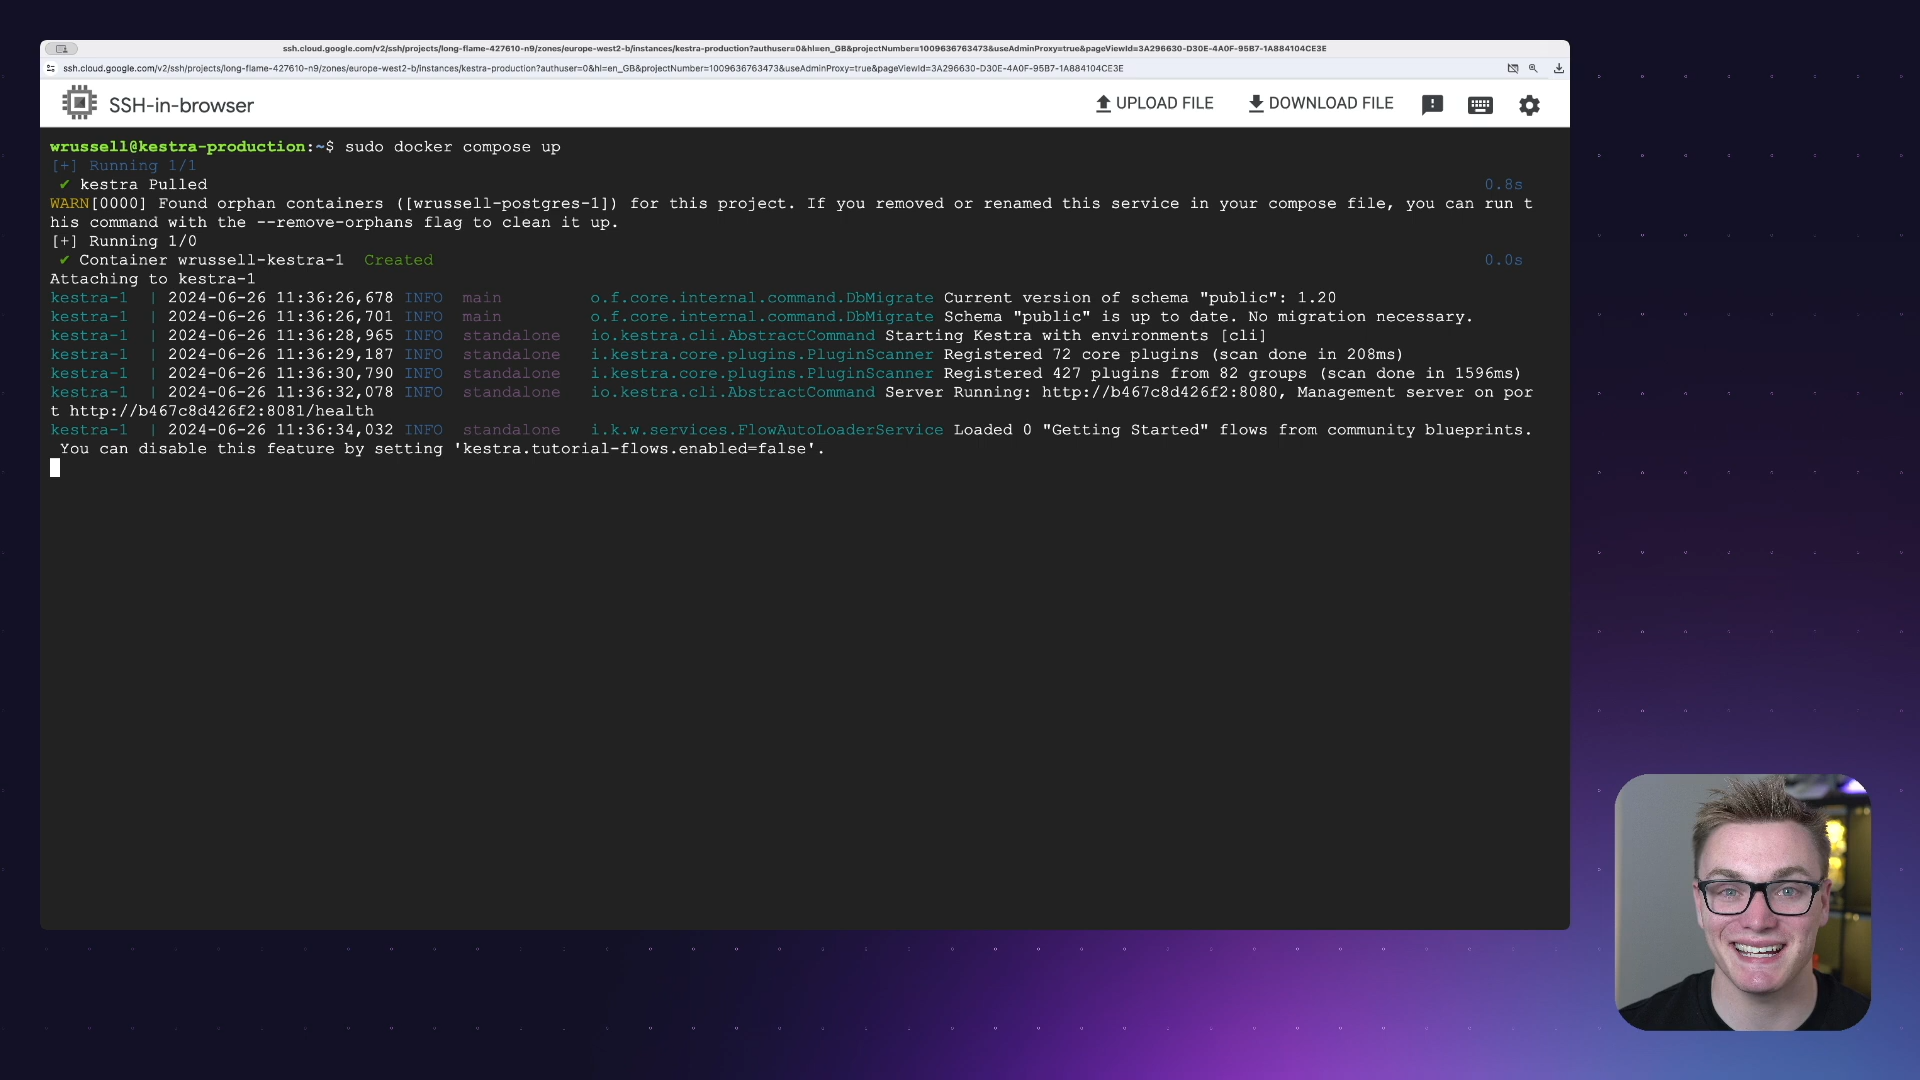 ssh.cloud.google.com/v2/ssh/projects/long-flame-427610-n9/zones/europe-west2-b/instances/kestra-production?authuser=0&hl=en_GB&projectNumber=1009636763473&useAdminProxy=true&pageViewId=3A296630-D30E-4A0F-95B7-1A884104CE3E
ssh.cloud.google.com/v2/ssh/projects/long-flame-427610-n9/zones/europe-west2-b/instances/kestra-production?authuser=0&hl=en_GB&projectNumber=1009636763473&useAdminProxy=true&pageViewId=3A296630-D30E-4A0F-95B7-1A884104CE3E
SSH-in-browser UPLOAD FILE DOWNLOAD FILE
wrussell@kestra-production:~$ sudo docker compose up
[+] Running 1/1
✔ kestra Pulled 0.8s
WARN[0000] Found orphan containers ([wrussell-postgres-1]) for this project. If you removed or renamed this service in your compose file, you can run t
his command with the --remove-orphans flag to clean it up.
[+] Running 1/0
✔ Container wrussell-kestra-1 Created 0.0s
Attaching to kestra-1
kestra-1 | 2024-06-26 11:36:26,678 INFO main o.f.core.internal.command.DbMigrate Current version of schema "public": 1.20
kestra-1 | 2024-06-26 11:36:26,701 INFO main o.f.core.internal.command.DbMigrate Schema "public" is up to date. No migration necessary.
kestra-1 | 2024-06-26 11:36:28,965 INFO standalone io.kestra.cli.AbstractCommand Starting Kestra with environments [cli]
kestra-1 | 2024-06-26 11:36:29,187 INFO standalone i.kestra.core.plugins.PluginScanner Registered 72 core plugins (scan done in 208ms)
kestra-1 | 2024-06-26 11:36:30,790 INFO standalone i.kestra.core.plugins.PluginScanner Registered 427 plugins from 82 groups (scan done in 1596ms)
kestra-1 | 2024-06-26 11:36:32,078 INFO standalone io.kestra.cli.AbstractCommand Server Running: http://b467c8d426f2:8080, Management server on por
t http://b467c8d426f2:8081/health
kestra-1 | 2024-06-26 11:36:34,032 INFO standalone i.k.w.services.FlowAutoLoaderService Loaded 0 "Getting Started" flows from community blueprints.
You can disable this feature by setting 'kestra.tutorial-flows.enabled=false'.